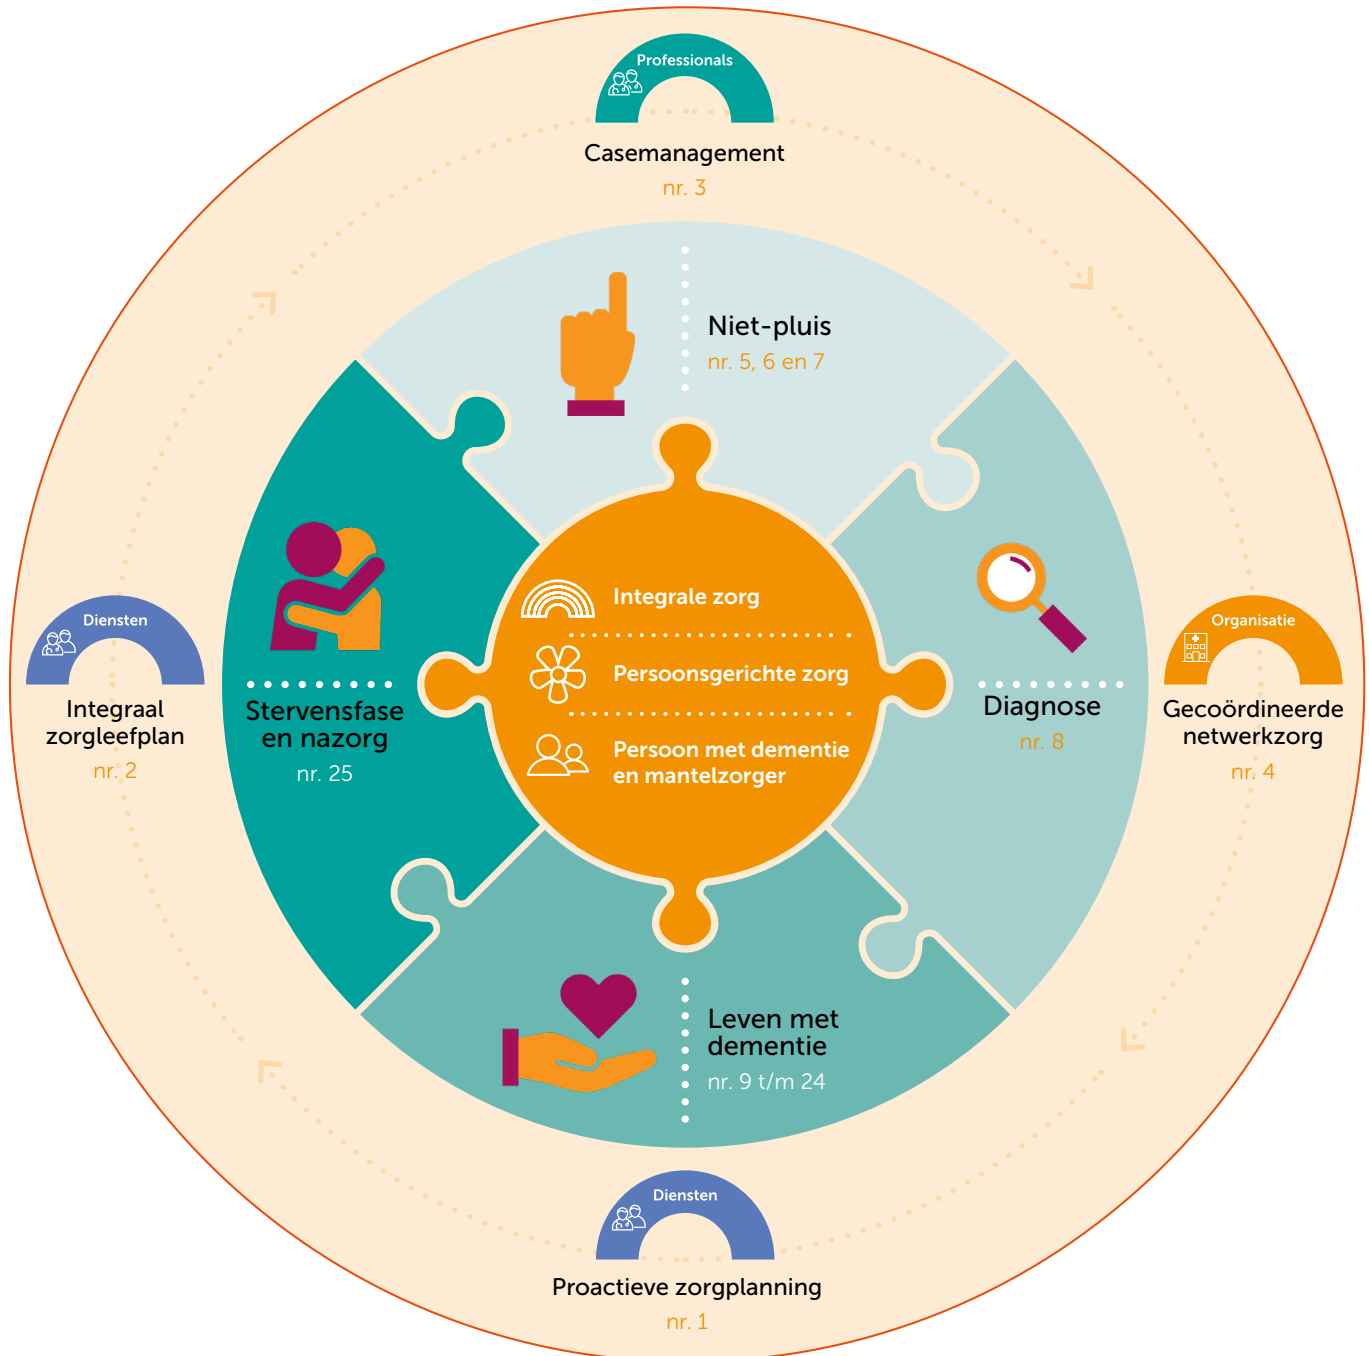 Professionals
Casemanagement
nr. 3
Niet-pluis
nr. 5, 6 en 7
Integrale zorg
Persoonsgerichte zorg
Persoon met dementie
en mantelzorger
Diensten
Integraal
zorgleefplan
nr. 2
Stervensfase
en nazorg
nr. 25
Diagnose
nr. 8
Organisatie
Gecoördineerde
netwerkzorg
nr. 4
Leven met
dementie
nr. 9 t/m 24
Diensten
Proactieve zorgplanning
nr. 1